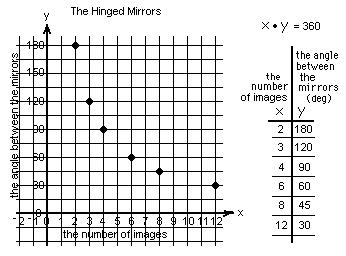 The Hinged Mirrors
y
x • y = 360
180
150
120
90
60
30
0
the angle between the mirrors
-2 -1 0 1 2 3 4 5 6 7 8 9 10 11 12
x
the number of images
the number of images
x
the angle between the mirrors (deg)
y
2 180
3 120
4 90
6 60
8 45
12 30